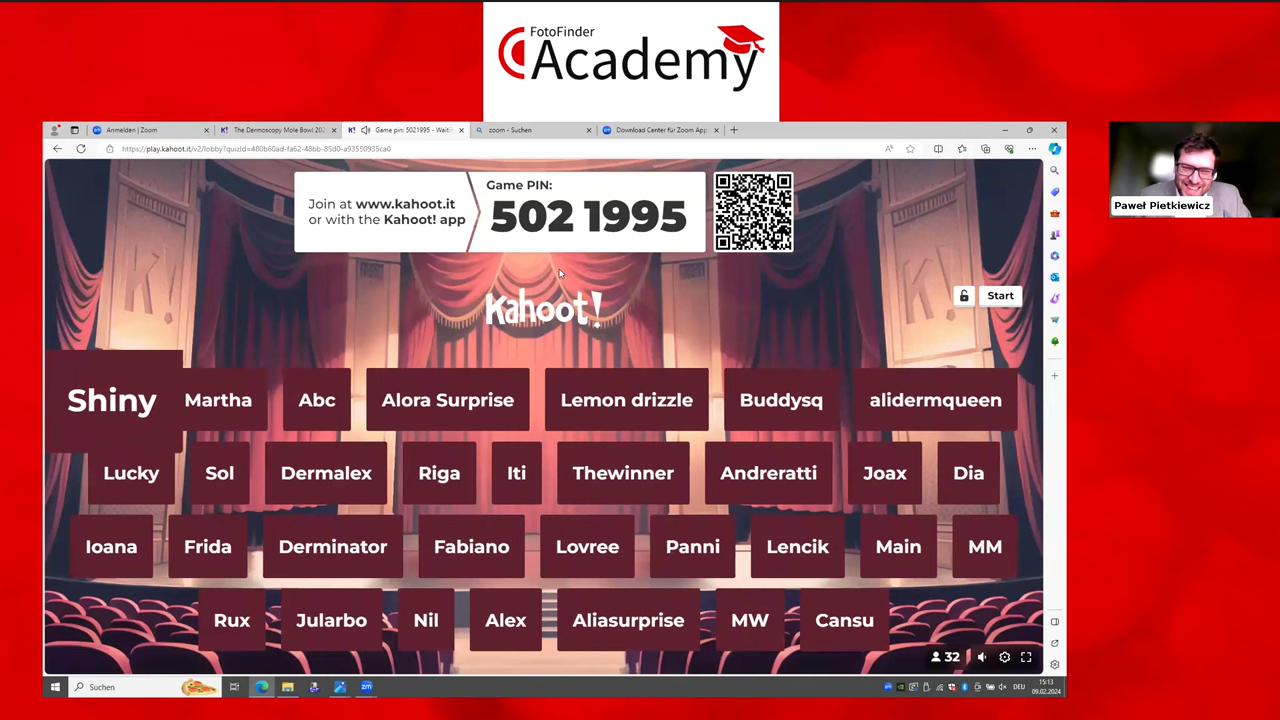 FotoFinder
Academy
Anmelden | Zoom
The Dermoscopy Mole Bowl 202
Game pin: 5021995 - Waitin
zoom - Suchen
Download Center für Zoom App
https://play.kahoot.it/v2/lobby?quizId=480b60ad-fa62-48bb-85d0-a93550935ca0
Paweł Pietkiewicz
Join at www.kahoot.it
or with the Kahoot! app
Game PIN:
502 1995
K!
K!
Kahoot!
Start
Shiny Martha Abc Alora Surprise Lemon drizzle Buddysq alidermqueen
Lucky Sol Dermalex Riga Iti Thewinner Andreratti Joax Dia
Ioana Frida Derminator Fabiano Lovree Panni Lencik Main MM
Rux Jularbo Nil Alex Aliasurprise MW Cansu
32
Suchen
DEU
15:13
09.02.2024